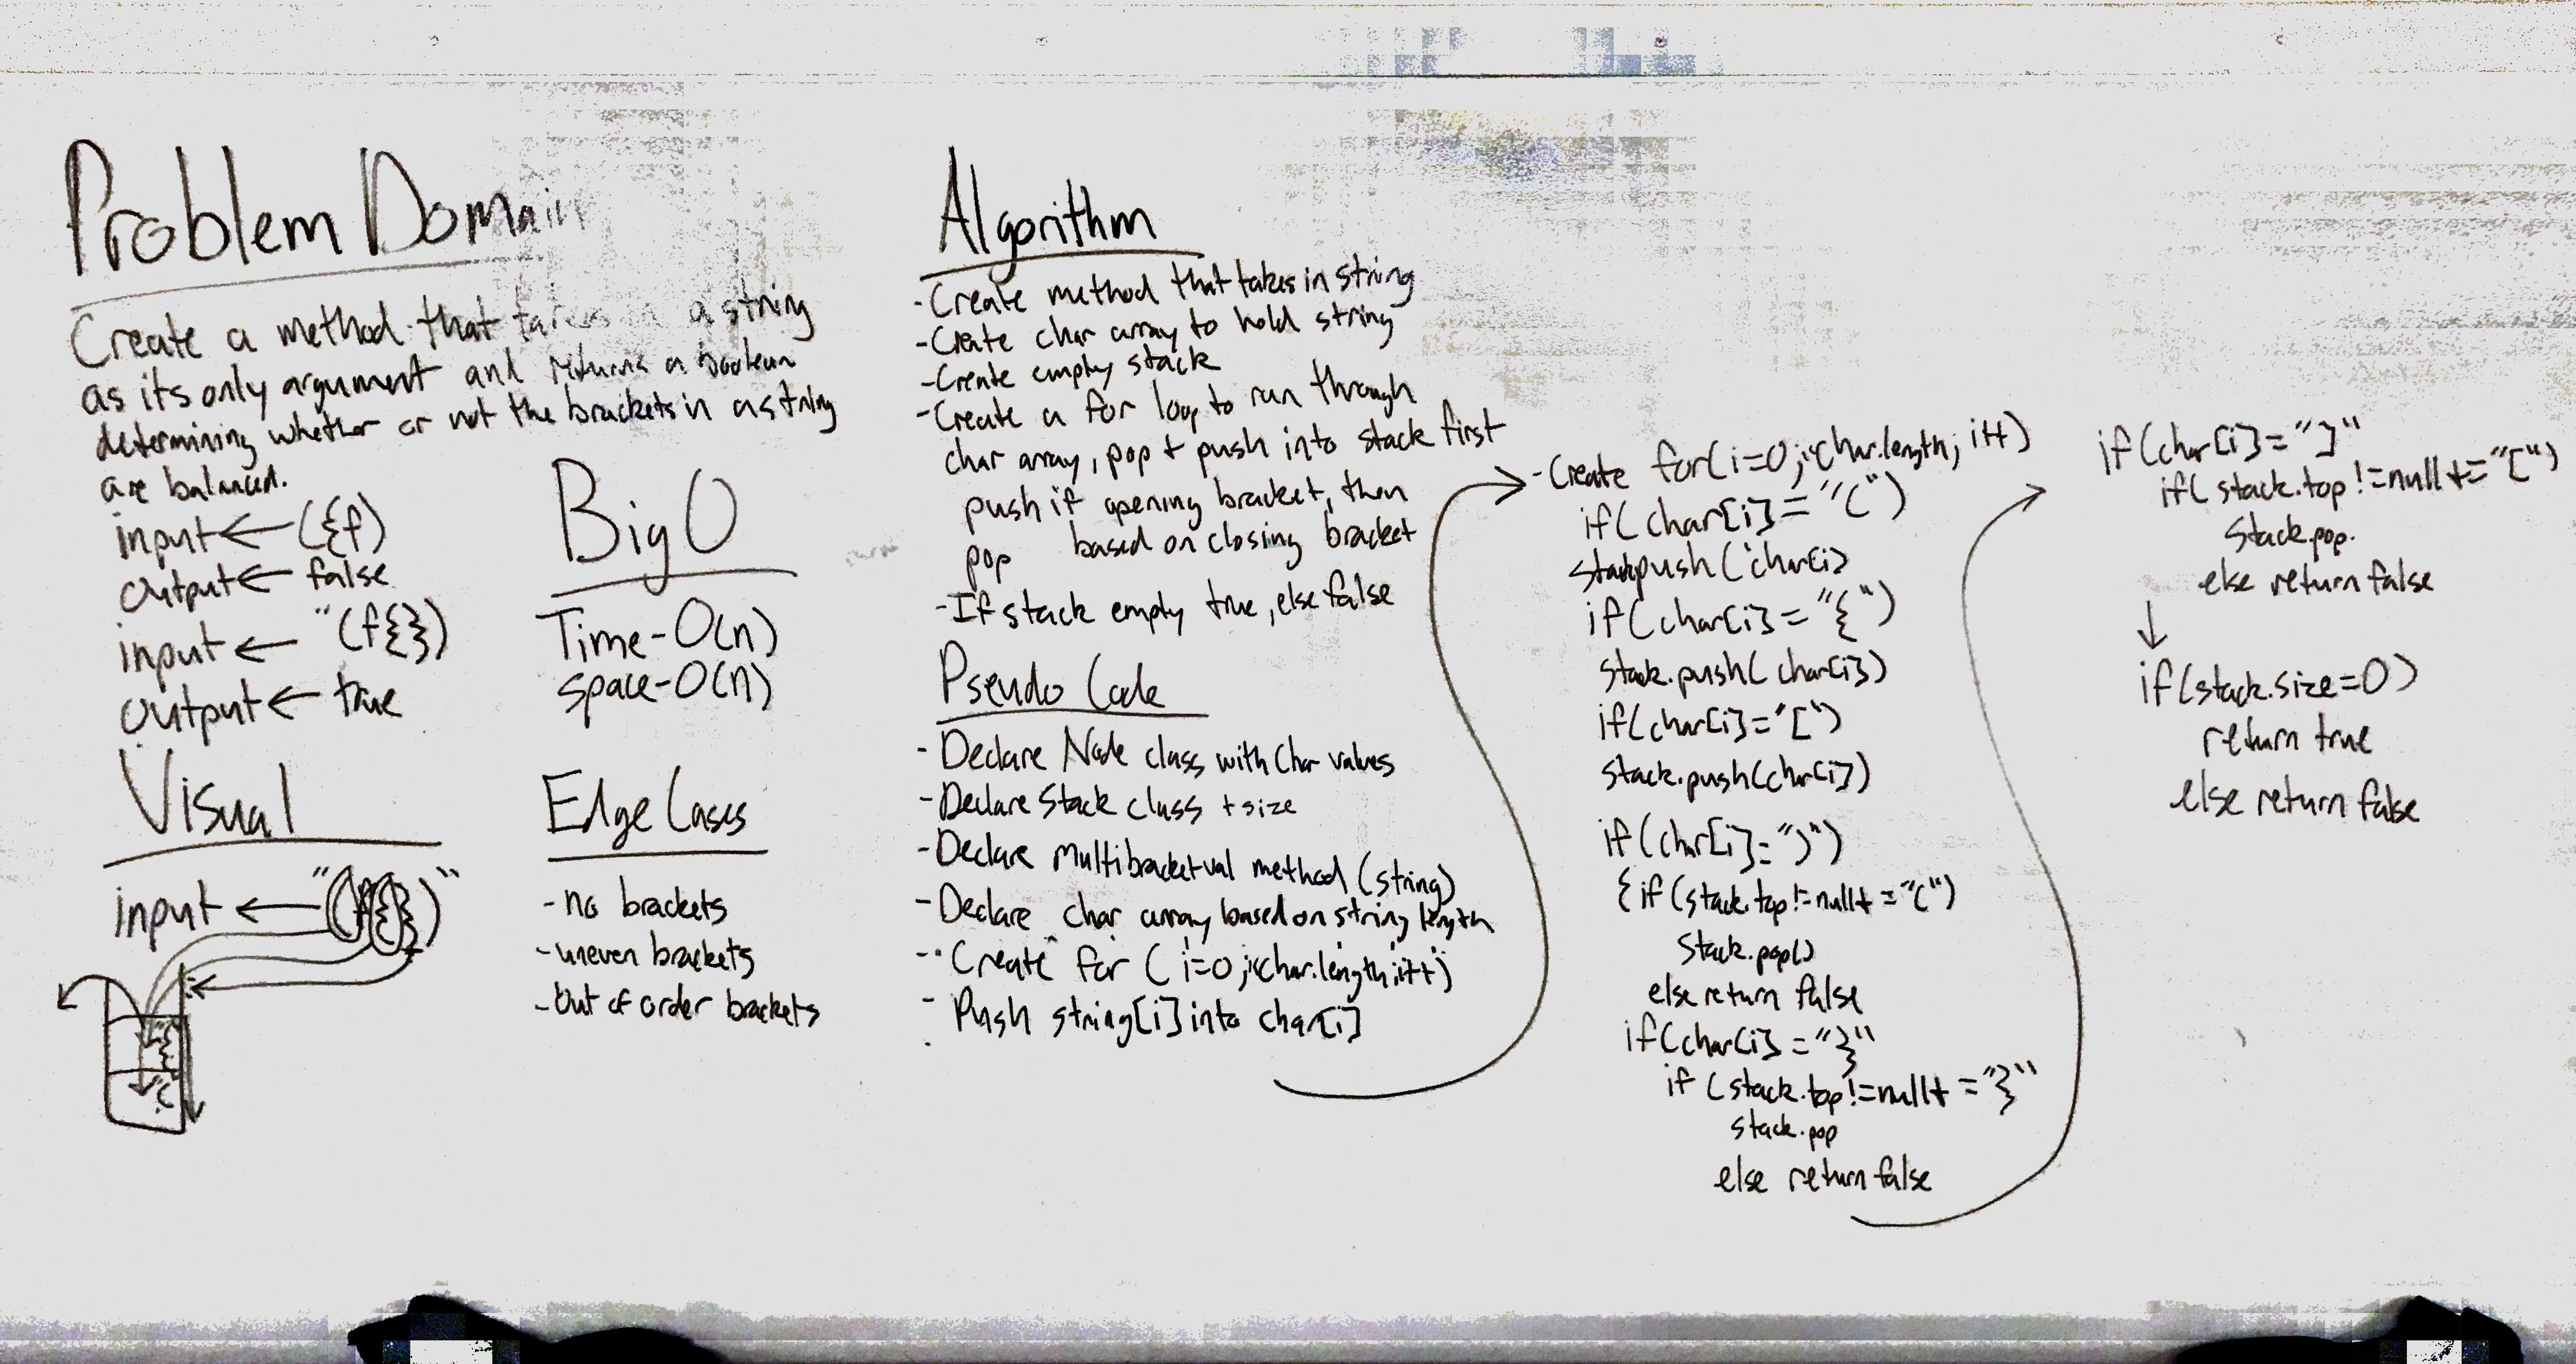 Problem Domain
Create a method that takes in a string
as its only argument and returns a boolean
determining whether or not the brackets in a string
are balanced.
input ← ({f)
output ← false
input ← "(f{})
output ← true
Visual
input ← "(f{})"
{
(
Big O
Time-O(n)
Space-O(n)
Edge Cases
- no brackets
- uneven brackets
- Out of order brackets
Algorithm
- Create method that takes in string
- Create char array to hold string
- Create empty stack
- Create a for loop to run through
char array, pop + push into stack first
push if opening bracket, then
pop based on closing bracket
- If stack empty true, else false
Pseudo Code
- Declare Node class with Char values
- Declare Stack class + size
- Declare multibracketval method (string)
- Declare char array based on string length
- Create for (i=0;i<char.length;i++)
- Push string[i] into char[i]
- Create for(i=0;i<char.length; i++)
if(char[i]="(")
stack.push(char[i]
if(char[i]="{")
stack.push(char[i])
if(char[i]="[")
stack.push(char[i])
if(char[i]=")")
{if(stack.top!=null+="(")
Stack.pop()
else return false
if(char[i]="}"
if(stack.top!=null+="}"
stack.pop
else return false
if(char[i]="]"
if(stack.top!=null+="[")
Stack.pop.
else return false
↓
if(stack.size=0)
return true
else return false